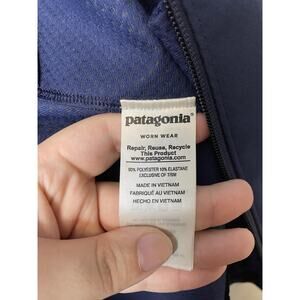 patagonia®
WORN WEAR
Repair, Reuse, Recycle
This Product
www.patagonia.com
90% POLYESTER 10% ELASTANE
EXCLUSIVE OF TRIM
MADE IN VIETNAM
FABRIQUÉ AU VIETNAM
HECHO EN VIETNAM